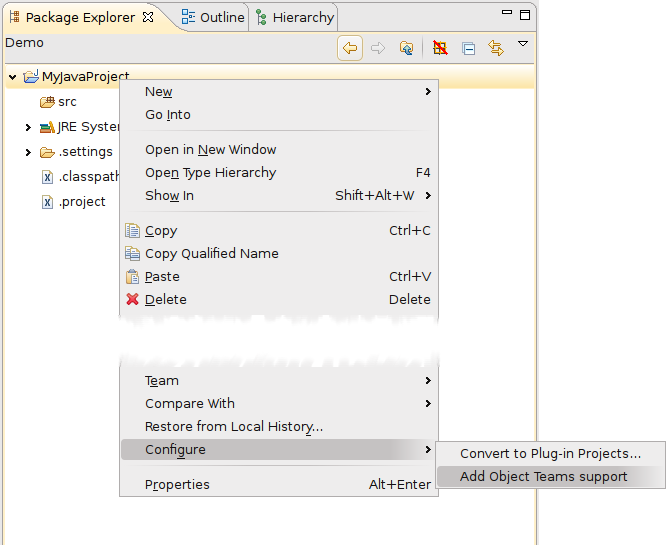 Package Explorer Outline Hierarchy
Demo
MyJavaProject
src
JRE System
.settings
.classpath
.project
New
Go Into
Open in New Window
Open Type Hierarchy F4
Show In Shift+Alt+W
Copy Ctrl+C
Copy Qualified Name
Paste Ctrl+V
Delete Delete
Team
Compare With
Restore from Local History...
Configure
Properties Alt+Enter
Convert to Plug-in Projects...
Add Object Teams support